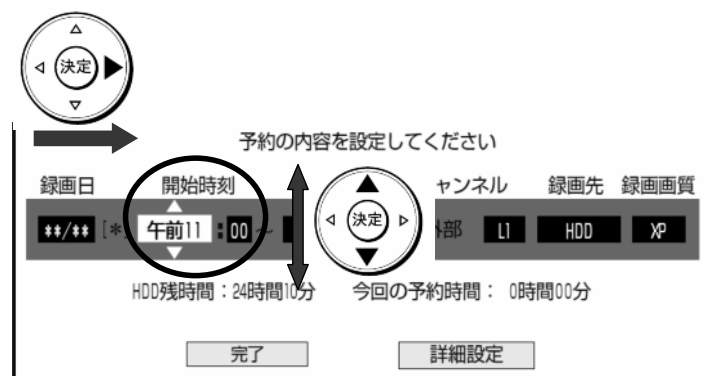 決定
予約の内容を設定してください
録画日 開始時刻 ャンネル 録画先 録画画質
**/** [* 午前11:00 ~ 決定 外部 L1 HDD XP
HDD残時間:24時間10分 今回の予約時間: 0時間00分
完了 詳細設定